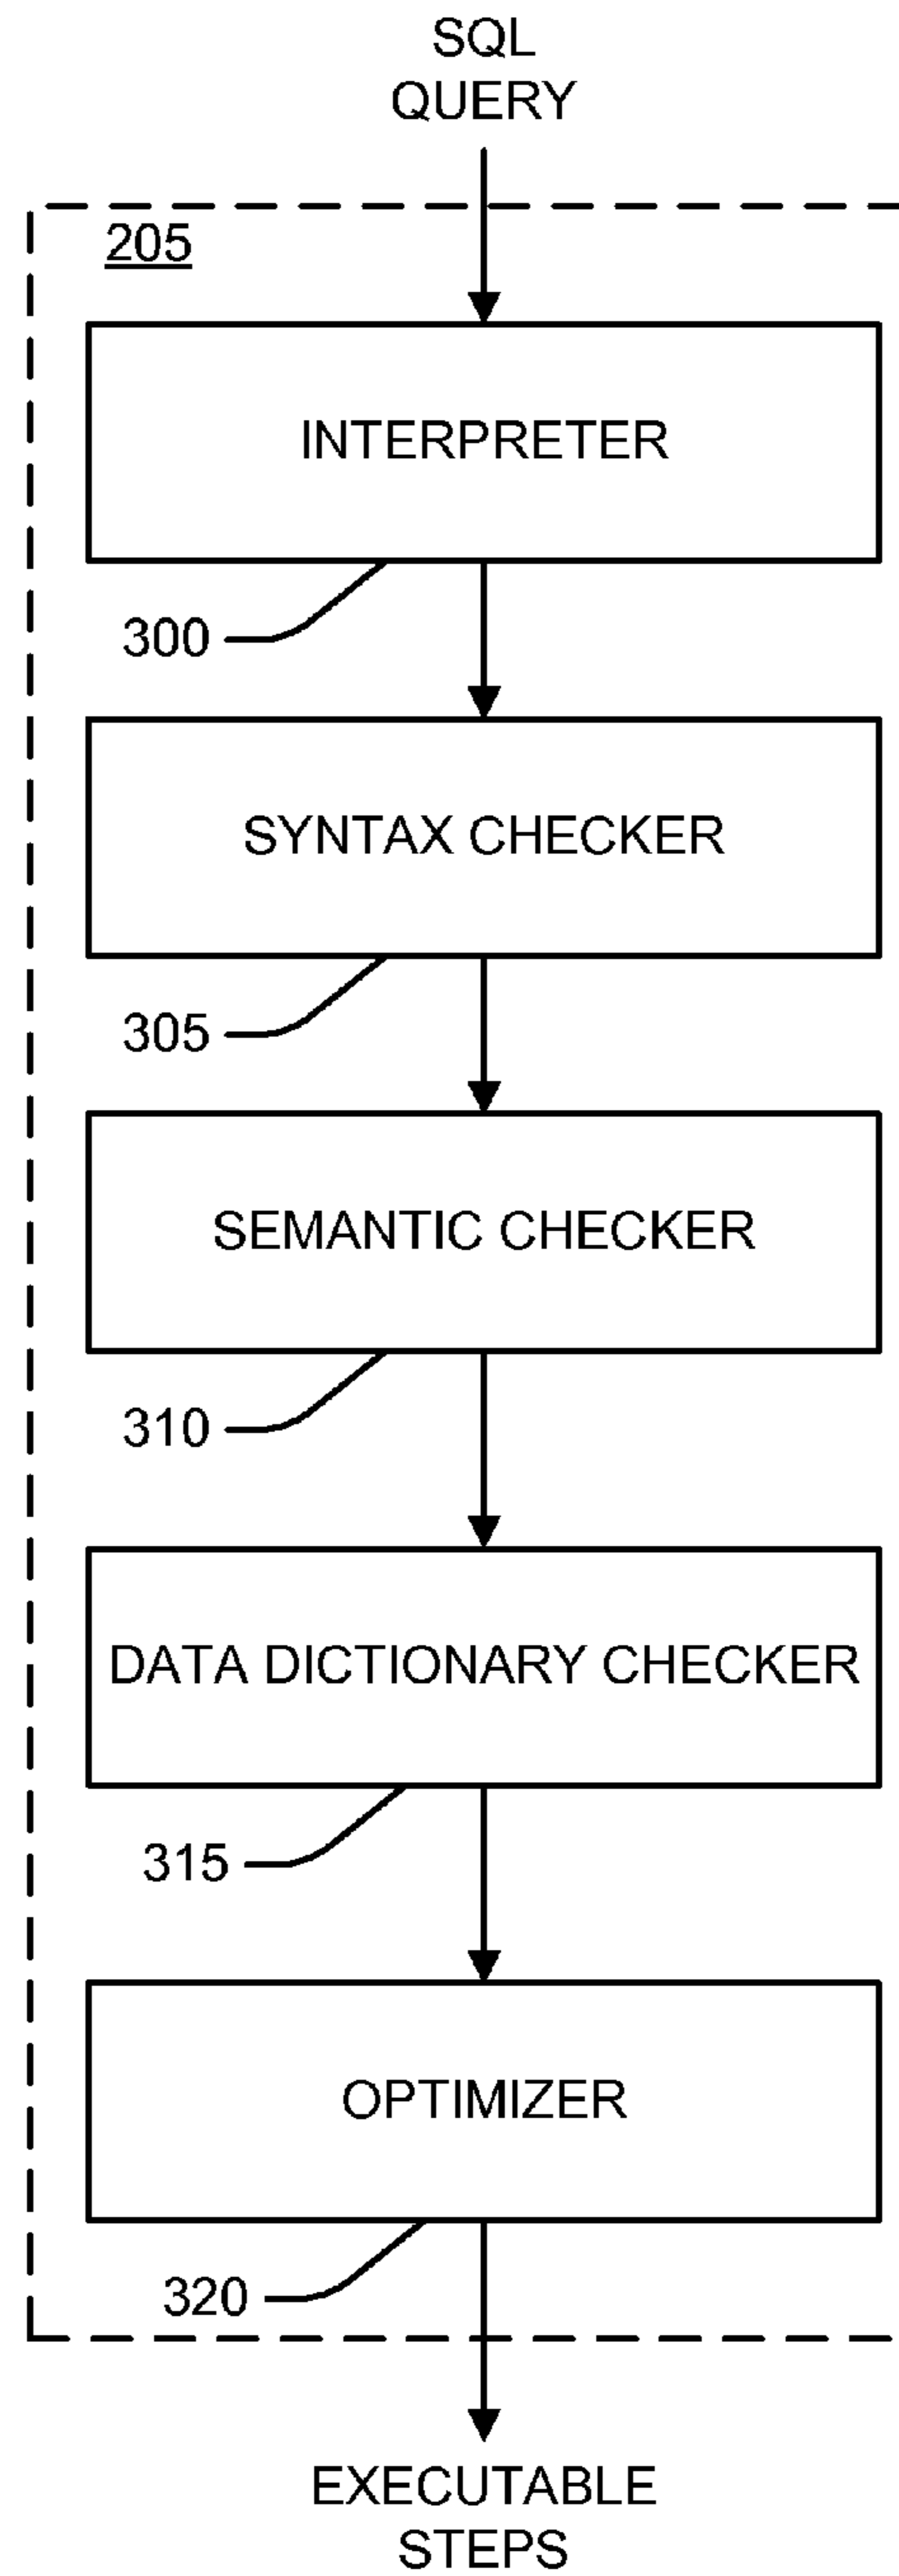 SQL
QUERY
205
INTERPRETER
300
SYNTAX CHECKER
305
SEMANTIC CHECKER
310
DATA DICTIONARY CHECKER
315
OPTIMIZER
320
EXECUTABLE
STEPS